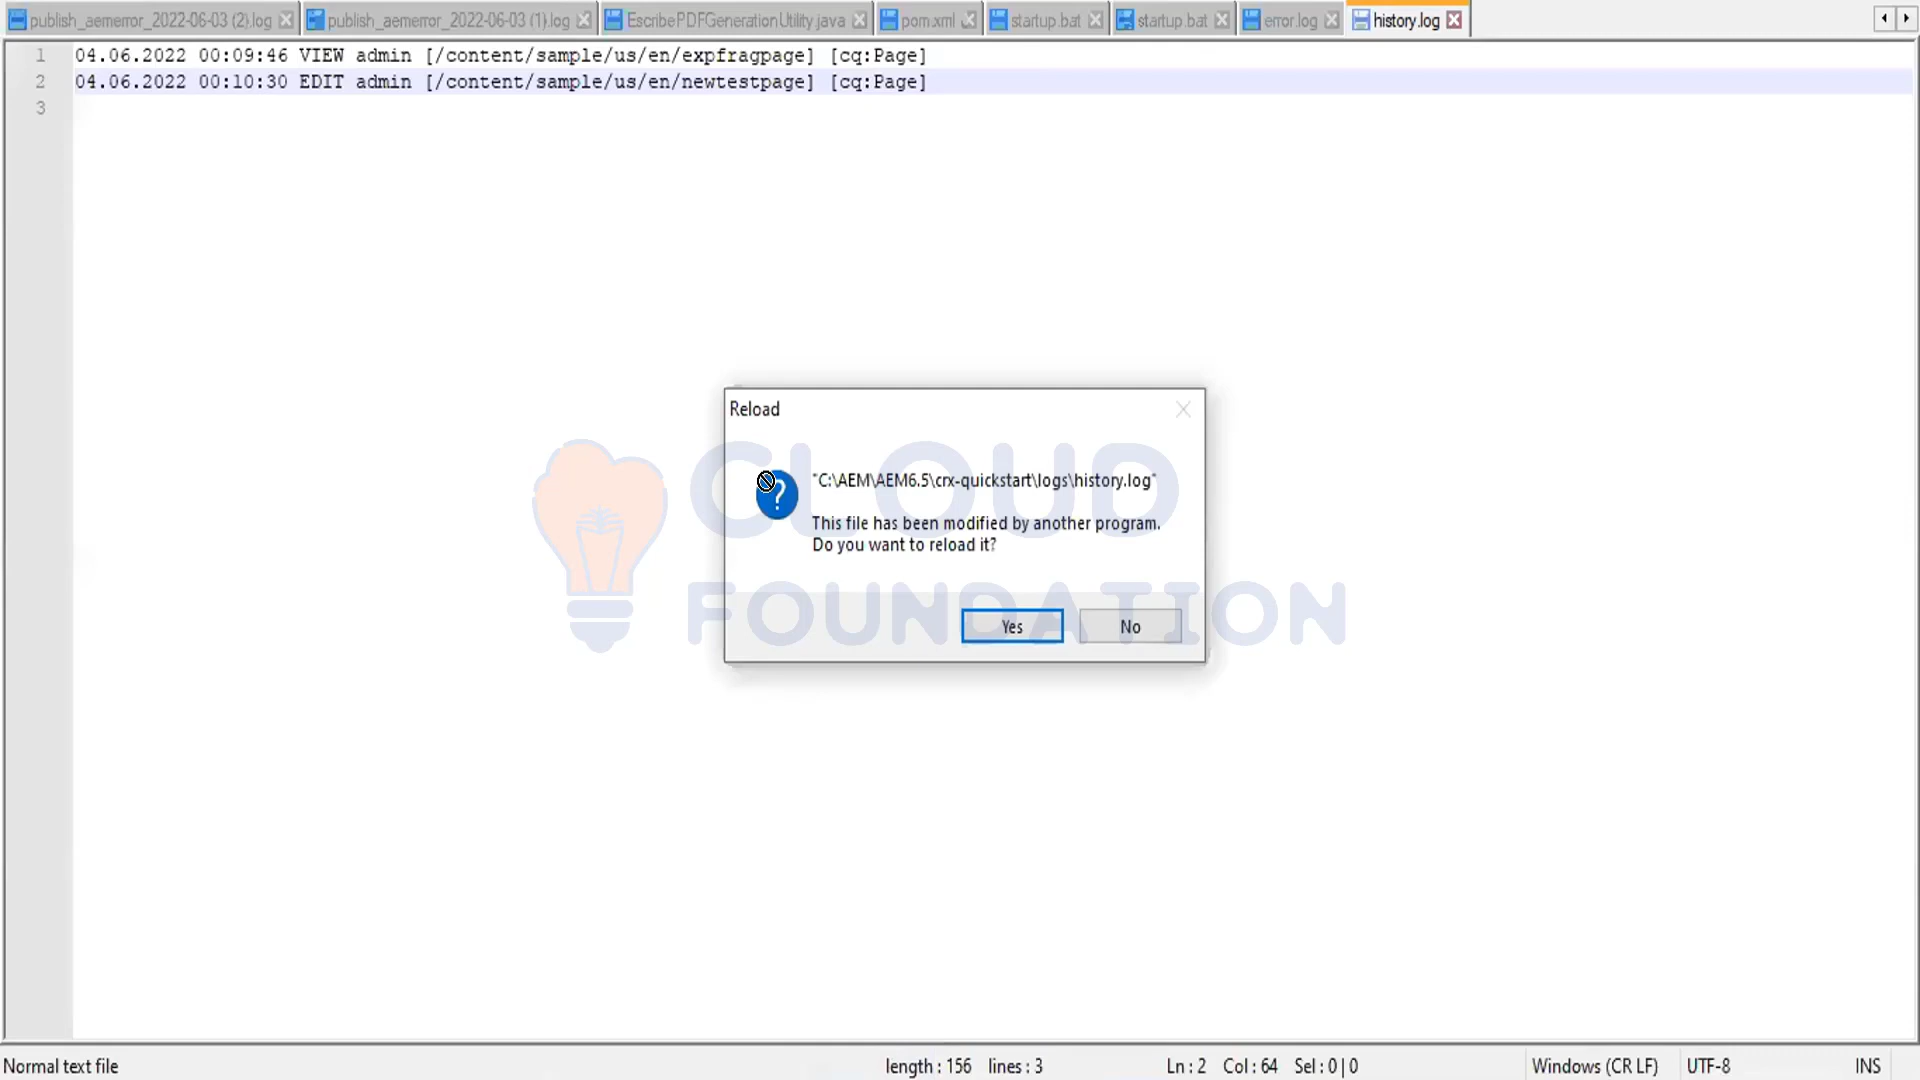 publish_aemerror_2022-06-03 (2).log publish_aemerror_2022-06-03 (1).log EscribePDFGenerationUtility.java pom.xml startup.bat startup.bat error.log history.log
1 04.06.2022 00:09:46 VIEW admin [/content/sample/us/en/expfragpage] [cq:Page]
2 04.06.2022 00:10:30 EDIT admin [/content/sample/us/en/newtestpage] [cq:Page]
3
Reload
"C:\AEM\AEM6.5\crx-quickstart\logs\history.log"
This file has been modified by another program.
Do you want to reload it?
Yes No
CLOUD
FOUNDATION
Normal text file length : 156 lines : 3 Ln : 2 Col : 64 Sel : 0 | 0 Windows (CR LF) UTF-8 INS